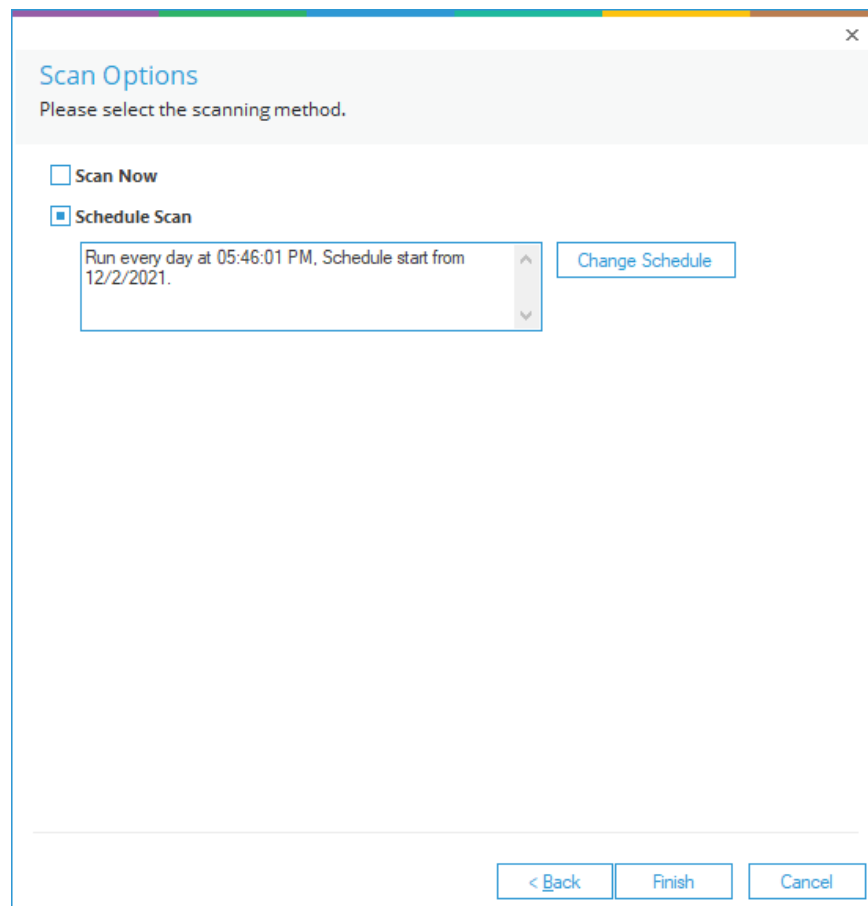 Scan Options
Please select the scanning method.
Scan Now
Schedule Scan
Run every day at 05:46:01 PM, Schedule start from
12/2/2021.
Change Schedule
< Back
Finish
Cancel